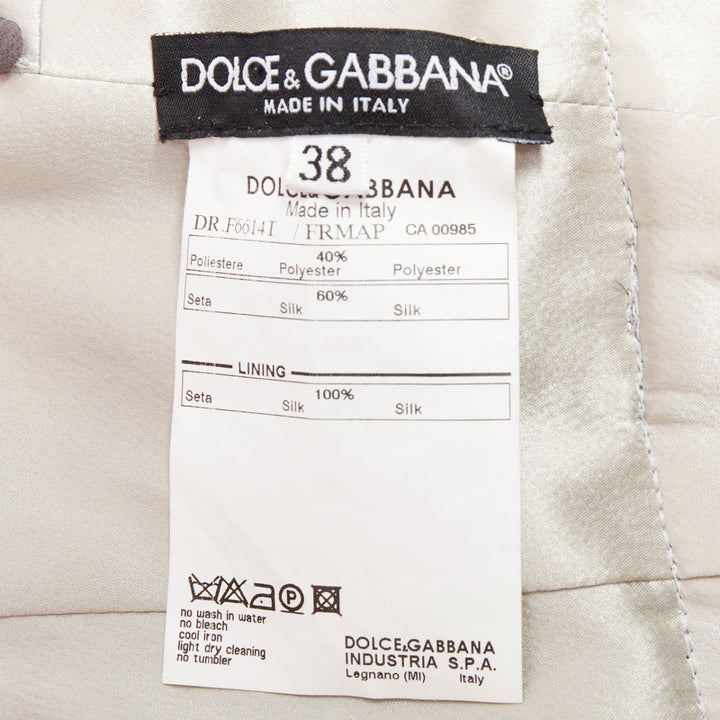 DOLCE & GABBANA®
MADE IN ITALY
38
DOLCE & GABBANA
Made in Italy
DR.F6614T / FRMAP CA 00985
40%
Poliestere Polyester Polyester
60%
Seta Silk Silk
LINING
100%
Seta Silk Silk
P
no wash in water
no bleach
cool iron
light dry cleaning
no tumbler
DOLCE&GABBANA
INDUSTRIA S.P.A.
Legnano (MI) Italy